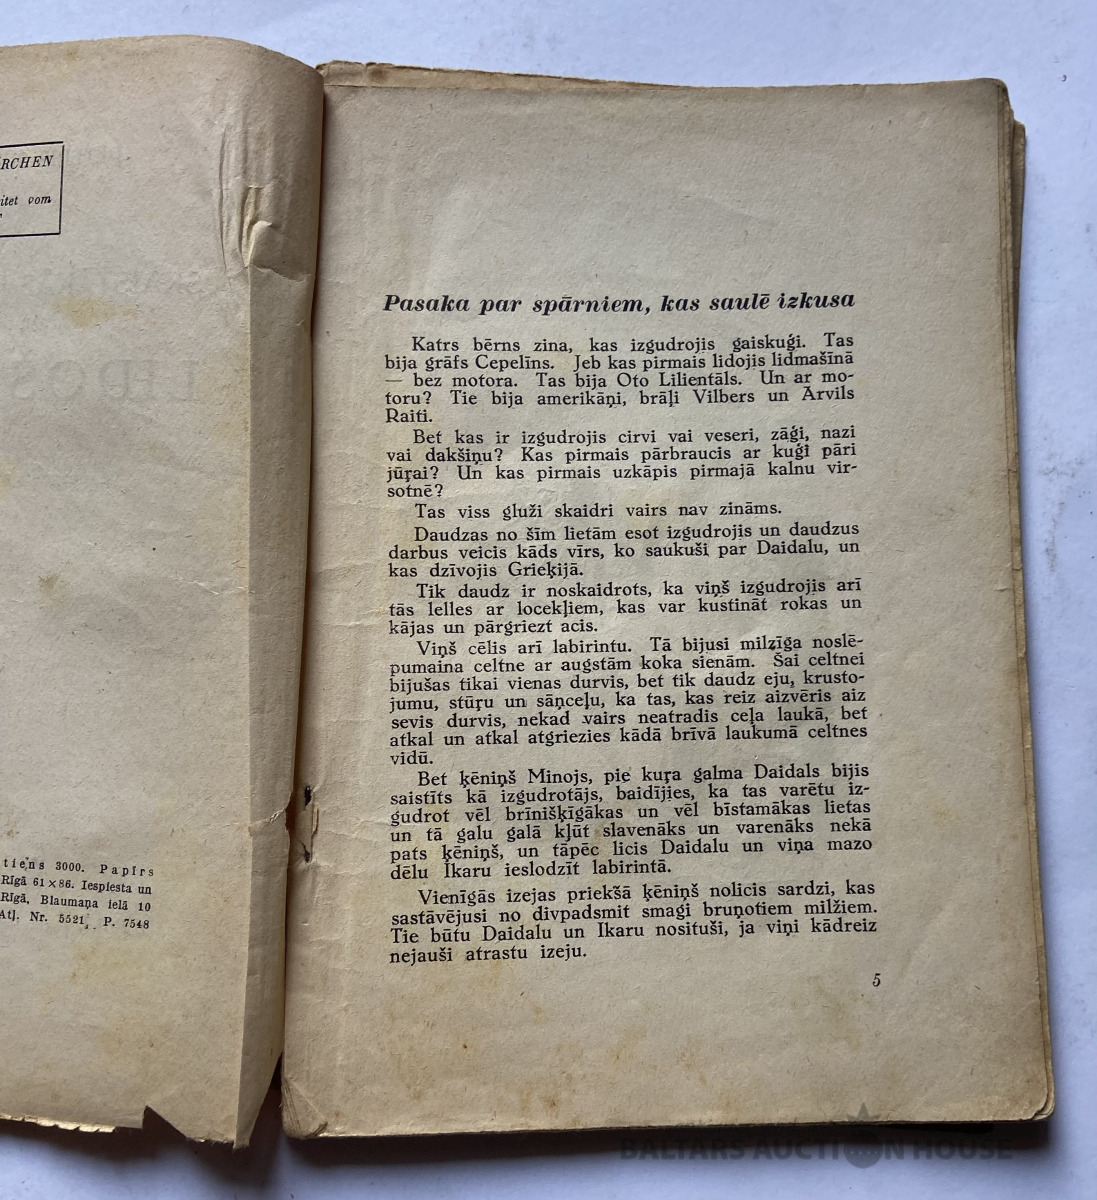 RCHEN
itet vom
tiens 3000. Papīrs
Rīgā 61×86. Iespiesta un
Rīgā, Blaumaņa ielā 10
Atļ. Nr. 5521, P. 7548
Pasaka par spārniem, kas saulē izkusa
Katrs bērns zina, kas izgudrojis gaiskuģi. Tas
bija grāfs Cepelīns. Jeb kas pirmais lidojis lidmašīnā
— bez motora. Tas bija Oto Lilientāls. Un ar mo-
toru? Tie bija amerikāņi, brāļi Vilbers un Arvils
Raiti.
Bet kas ir izgudrojis cirvi vai veseri, zāģi, nazi
vai dakšiņu? Kas pirmais pārbraucis ar kuģi pāri
jūŗai? Un kas pirmais uzkāpis pirmajā kalnu vir-
sotnē?
Tas viss gluži skaidri vairs nav zināms.
Daudzas no šīm lietām esot izgudrojis un daudzus
darbus veicis kāds vīrs, ko saukuši par Daidalu, un
kas dzīvojis Grieķijā.
Tik daudz ir noskaidrots, ka viņš izgudrojis arī
tās lelles ar locekļiem, kas var kustināt rokas un
kājas un pārgriezt acis.
Viņš cēlis arī labirintu. Tā bijusi milzīga noslē-
pumaina celtne ar augstām koka sienām. Šai celtnei
bijušas tikai vienas durvis, bet tik daudz eju, krusto-
jumu, stūŗu un sāņceļu, ka tas, kas reiz aizvēris aiz
sevis durvis, nekad vairs neatradis ceļa laukā, bet
atkal un atkal atgriezies kādā brīvā laukumā celtnes
vidū.
Bet ķēniņš Minojs, pie kuŗa galma Daidals bijis
saistīts kā izgudrotājs, baidījies, ka tas varētu iz-
gudrot vēl brīnišķīgākas un vēl bīstamākas lietas
un tā galu galā kļūt slavenāks un varenāks nekā
pats ķēniņš, un tāpēc licis Daidalu un viņa mazo
dēlu Ikaru ieslodzīt labirintā.
Vienīgās izejas priekšā ķēniņš nolicis sardzi, kas
sastāvējusi no divpadsmit smagi bruņotiem milžiem.
Tie būtu Daidalu un Ikaru nosituši, ja viņi kādreiz
nejauši atrastu izeju.
5
BALTARS AUCTION HOUSE